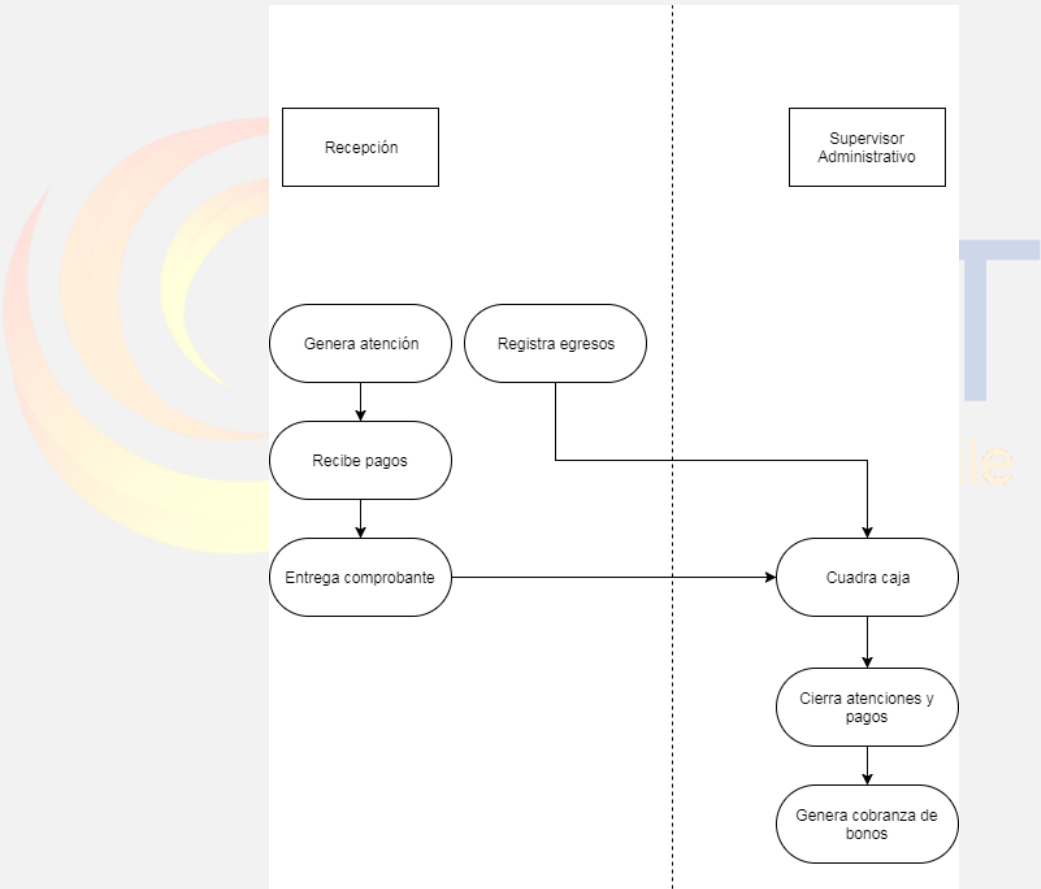 Recepción
Supervisor
Administrativo
Genera atención
Registra egresos
Recibe pagos
Entrega comprobante
Cuadra caja
Cierra atenciones y
pagos
Genera cobranza de
bonos